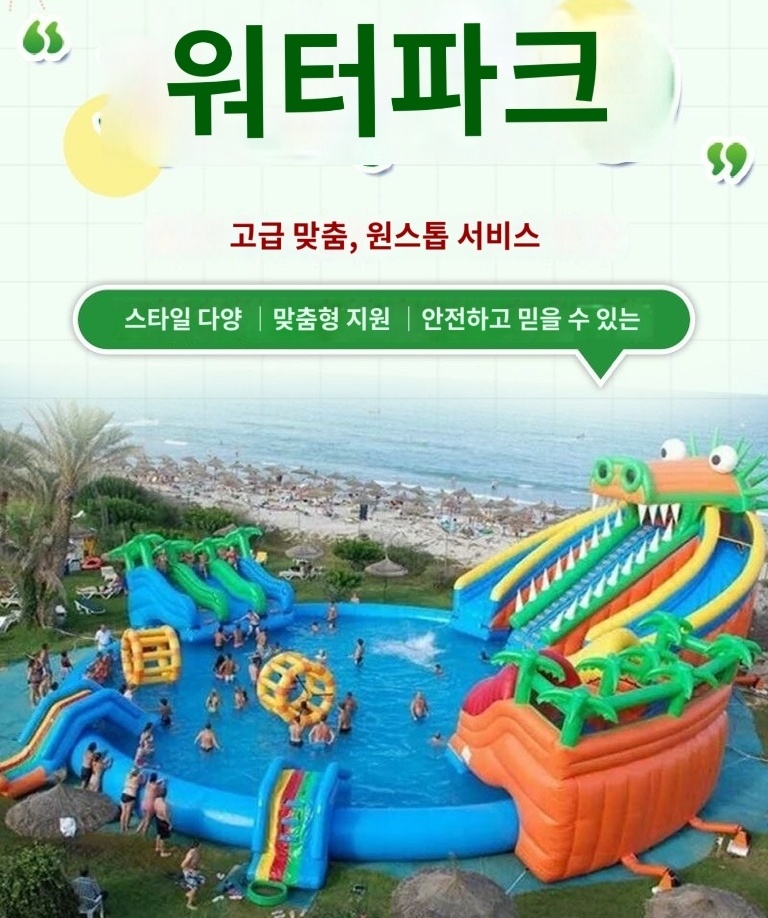 워터파크
고급 맞춤, 원스톱 서비스
스타일 다양 | 맞춤형 지원 | 안전하고 믿을 수 있는